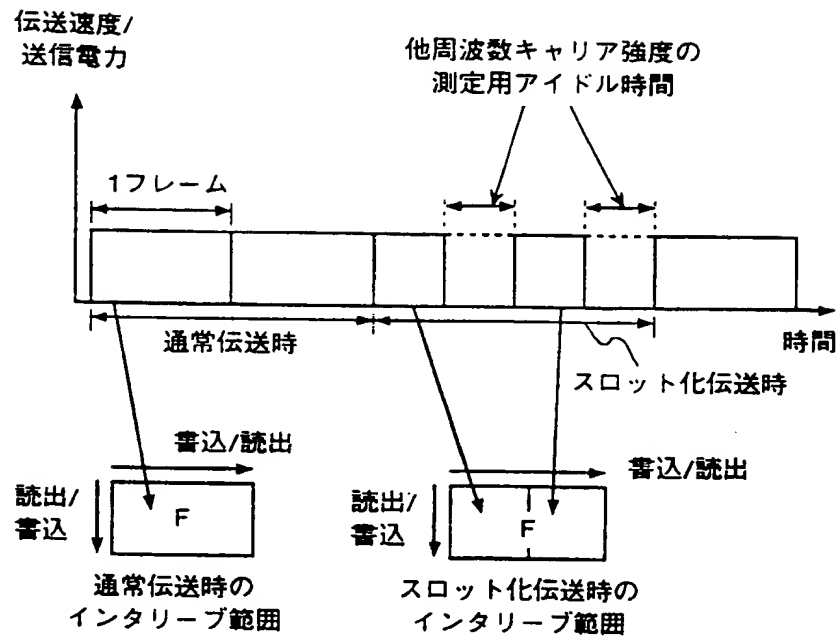 伝送速度/
送信電力
他周波数キャリア強度の
測定用アイドル時間
1フレーム
通常伝送時
時間
スロット化伝送時
書込/読出
読出/
書込
F
通常伝送時の
インタリーブ範囲
書込/読出
読出/
書込
F
スロット化伝送時の
インタリーブ範囲